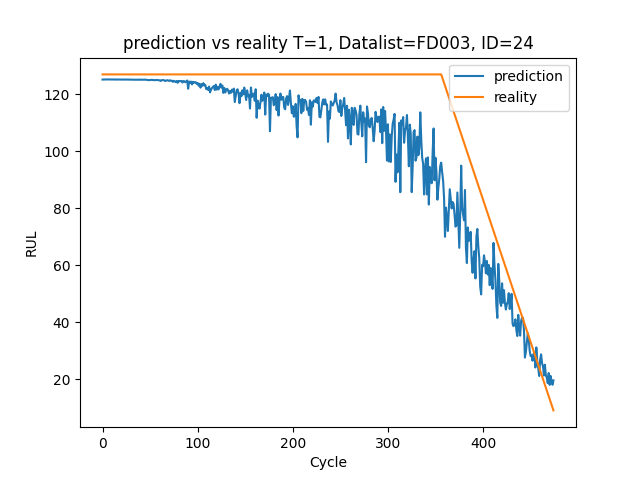 prediction vs reality T=1, Datalist=FD003, ID=24
prediction
reality
RUL
120
100
80
60
40
20
0 100 200 300 400
Cycle